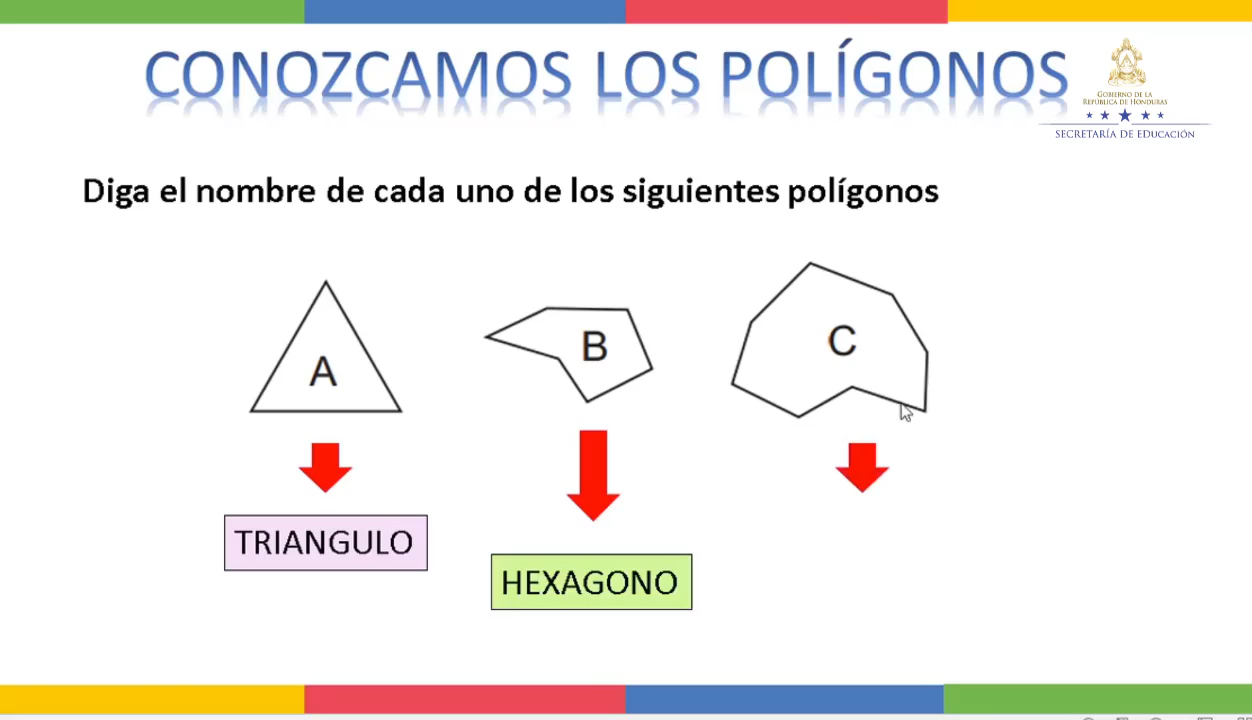 CONOZCAMOS LOS POLÍGONOS
GOBIERNO DE LA
REPÚBLICA DE HONDURAS
SECRETARÍA DE EDUCACIÓN
Diga el nombre de cada uno de los siguientes polígonos
A
B
C
TRIANGULO
HEXAGONO